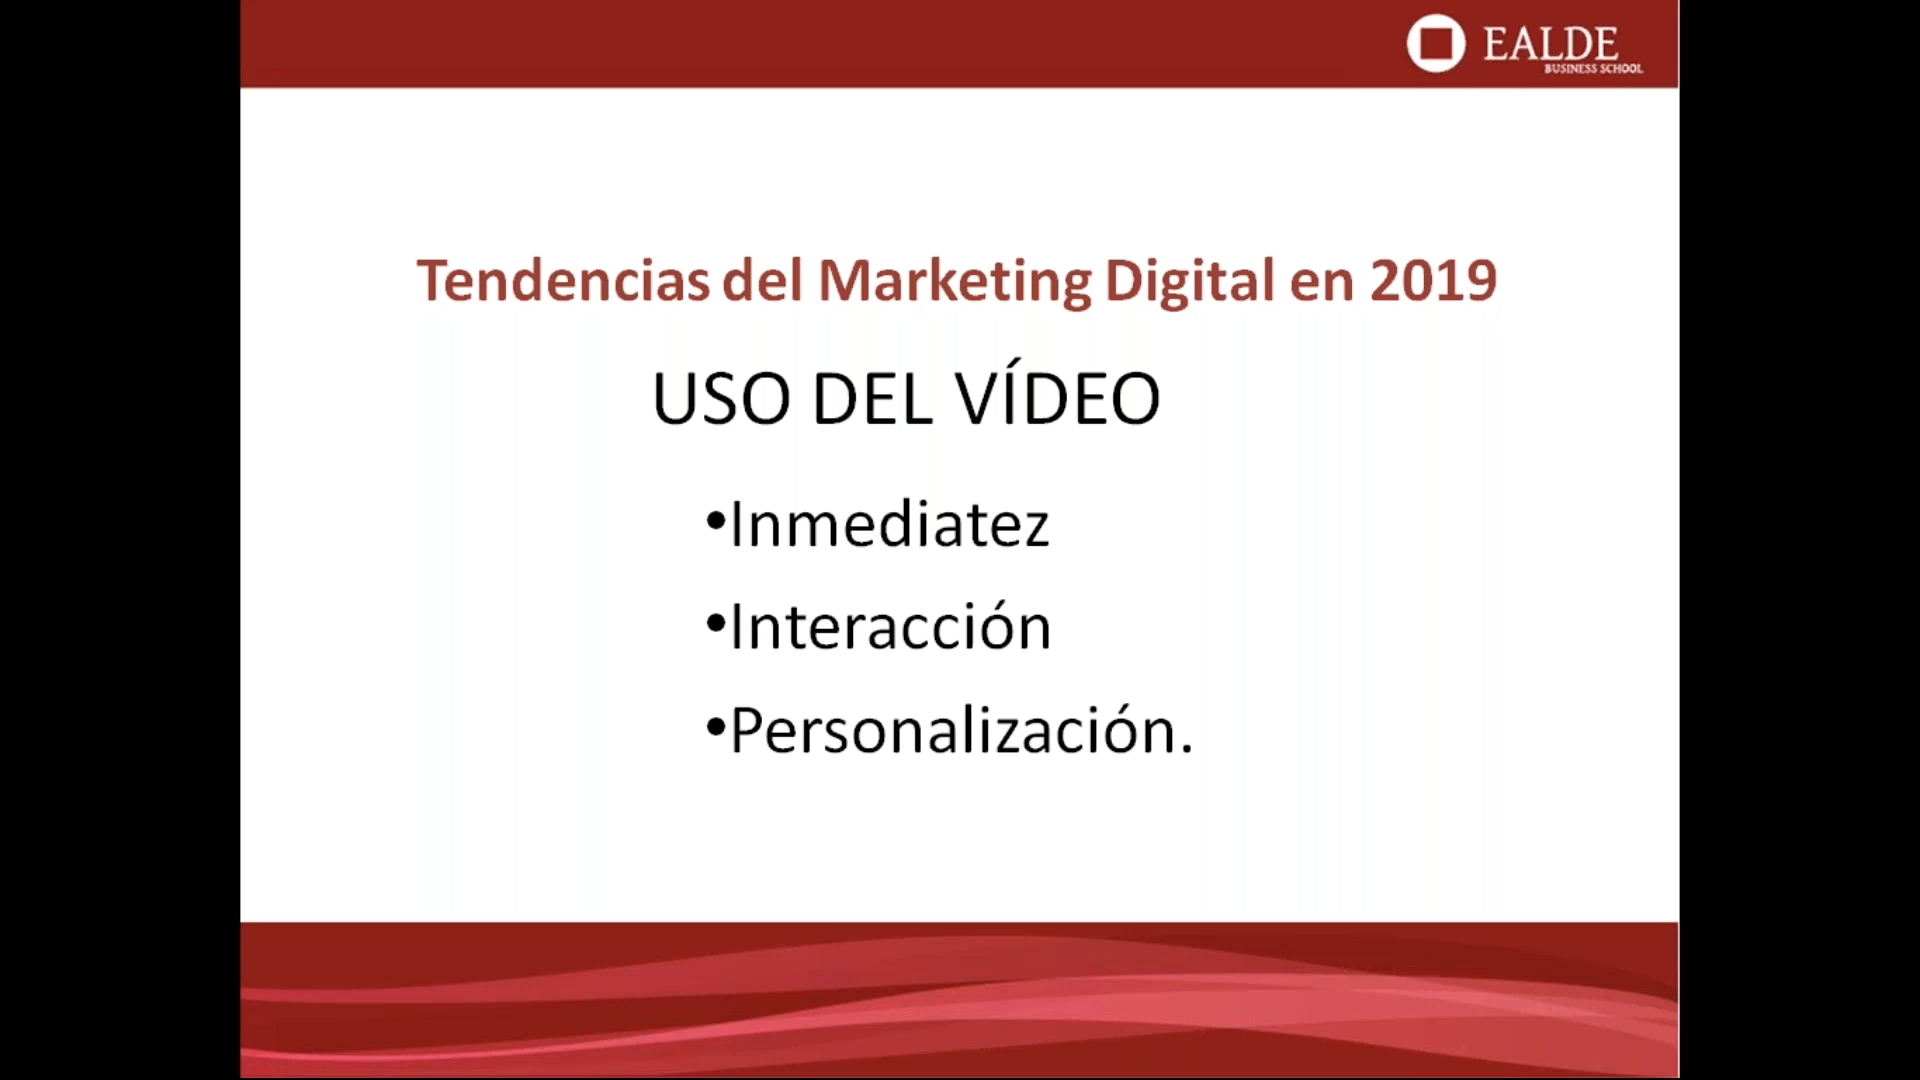 EALDE
BUSINESS SCHOOL
Tendencias del Marketing Digital en 2019
USO DEL VÍDEO
•Inmediatez
•Interacción
•Personalización.